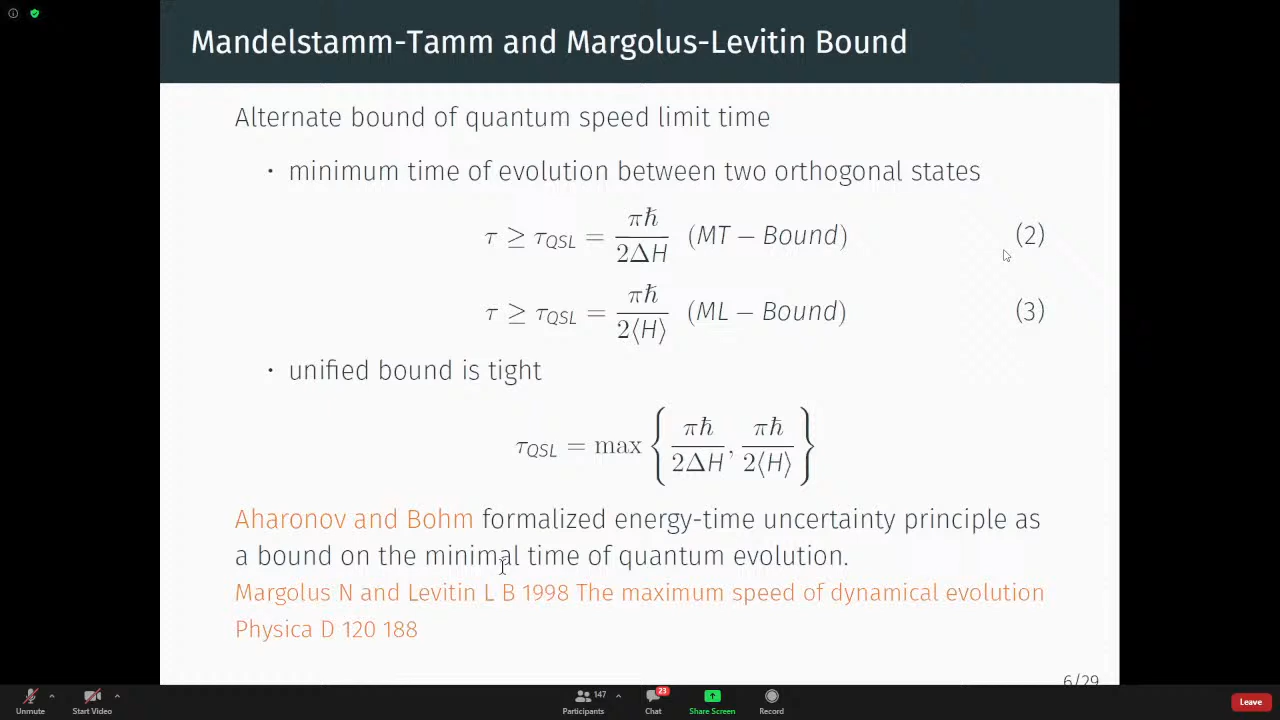 Mandelstamm-Tamm and Margolus-Levitin Bound
Alternate bound of quantum speed limit time
· minimum time of evolution between two orthogonal states
τ ≥ τ_QSL = πħ / 2ΔH (MT − Bound) (2)
τ ≥ τ_QSL = πħ / 2⟨H⟩ (ML − Bound) (3)
· unified bound is tight
τ_QSL = max { πħ / 2ΔH , πħ / 2⟨H⟩ }
Aharonov and Bohm formalized energy-time uncertainty principle as
a bound on the minimal time of quantum evolution.
Margolus N and Levitin L B 1998 The maximum speed of dynamical evolution
Physica D 120 188
6/29
Unmute Start Video 147 Participants 23 Chat Share Screen Record Leave